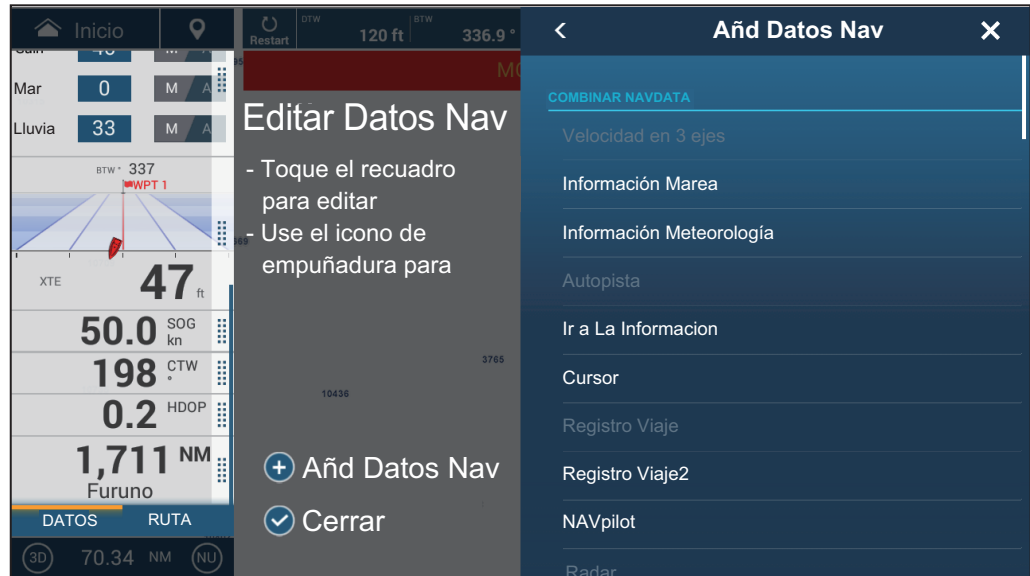 Inicio
Gain 40 M A
Mar 0 M A
Lluvia 33 M A
BTW ° 337
WPT 1
XTE 47 ft
50.0 SOG kn
198 CTW °
0.2 HDOP
1,711 NM
Furuno
DATOS RUTA
3D 70.34 NM NU
Restart DTW 120 ft BTW 336.9 °
Editar Datos Nav
- Toque el recuadro
para editar
- Use el icono de
empuñadura para
3765
10436
Añd Datos Nav
Cerrar
Añd Datos Nav
COMBINAR NAVDATA
Velocidad en 3 ejes
Información Marea
Información Meteorología
Autopista
Ir a La Informacion
Cursor
Registro Viaje
Registro Viaje2
NAVpilot
Radar